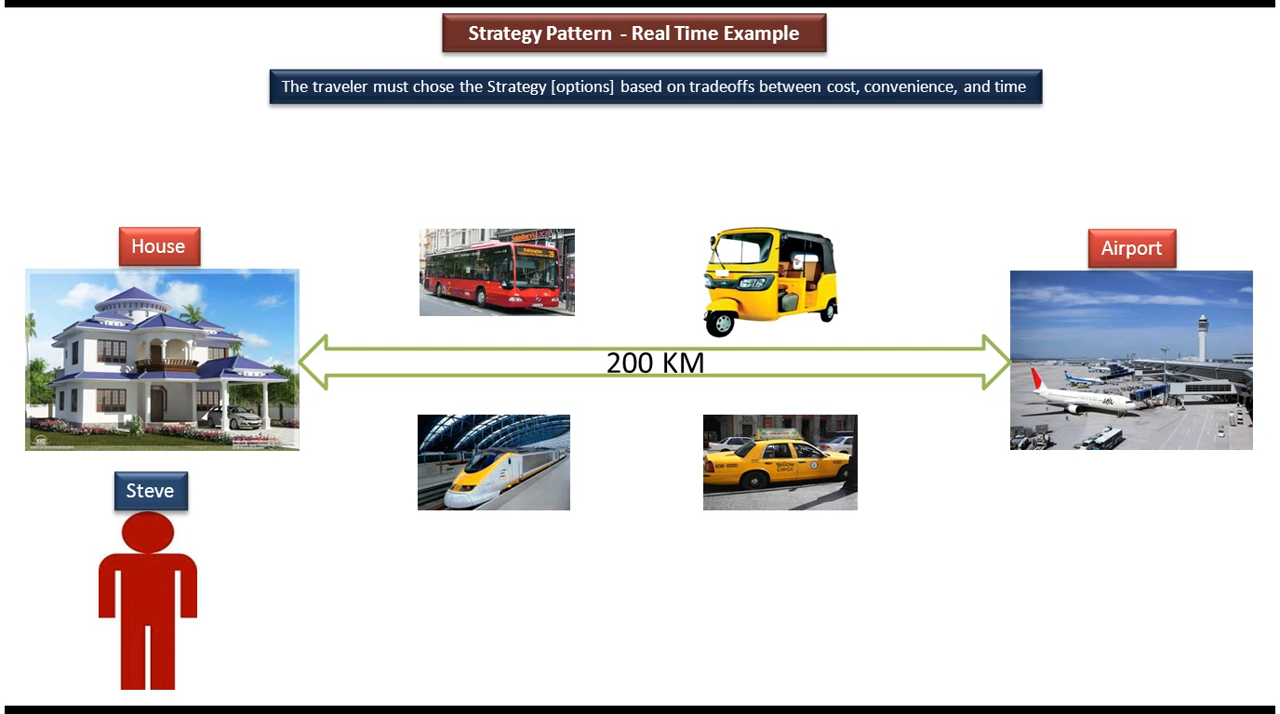 Strategy Pattern - Real Time Example
The traveler must chose the Strategy [options] based on tradeoffs between cost, convenience, and time
House
Airport
200 KM
Steve